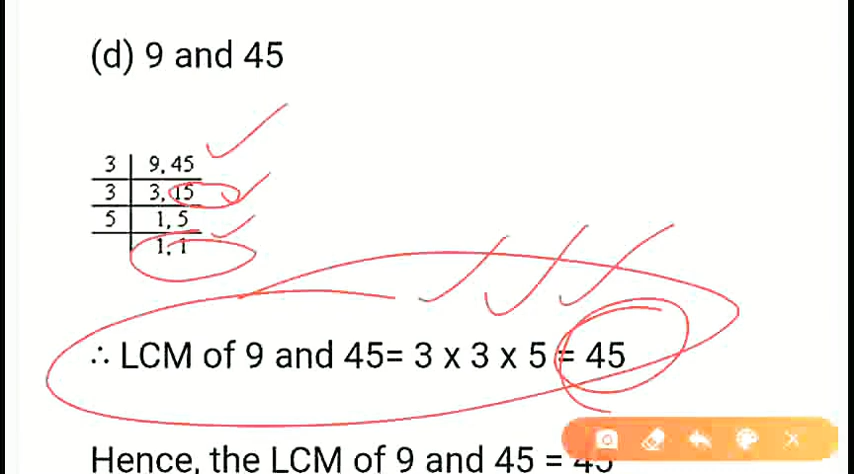 (d) 9 and 45
3 | 9, 45
3 | 3, 15
5 | 1, 5
| 1, 1
∴ LCM of 9 and 45= 3 x 3 x 5 = 45
Hence, the LCM of 9 and 45 = 45